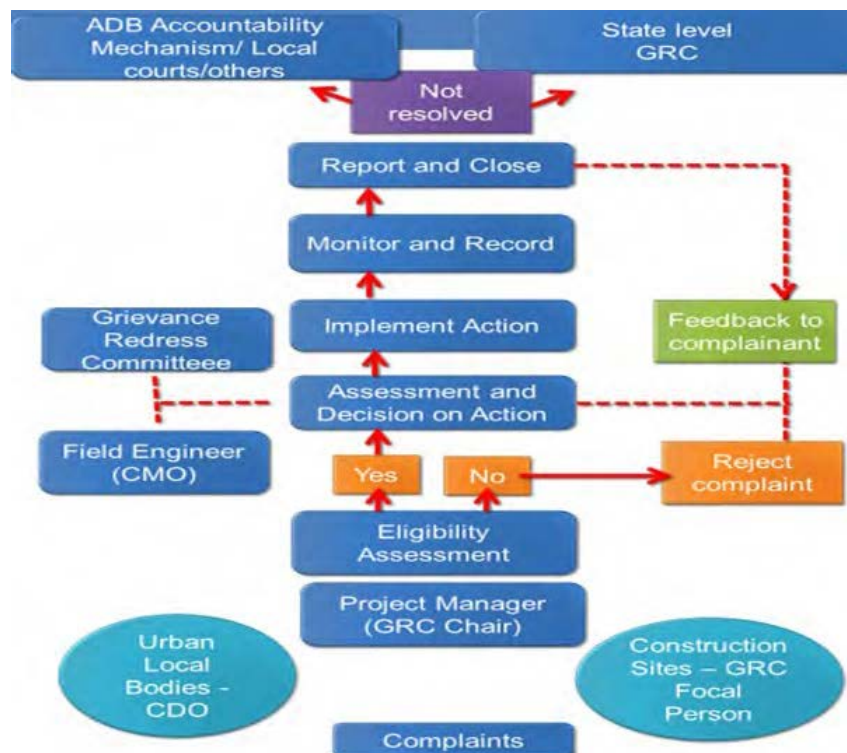 ADB Accountability
Mechanism/ Local
courts/others
State level
GRC
Not
resolved
Report and Close
Monitor and Record
Grievance
Redress
Committeee
Implement Action
Feedback to
complainant
Assessment and
Decision on Action
Field Engineer
(CMO)
Yes
No
Reject
complaint
Eligibility
Assessment
Project Manager
(GRC Chair)
Urban
Local
Bodies -
CDO
Construction
Sites – GRC
Focal
Person
Complaints